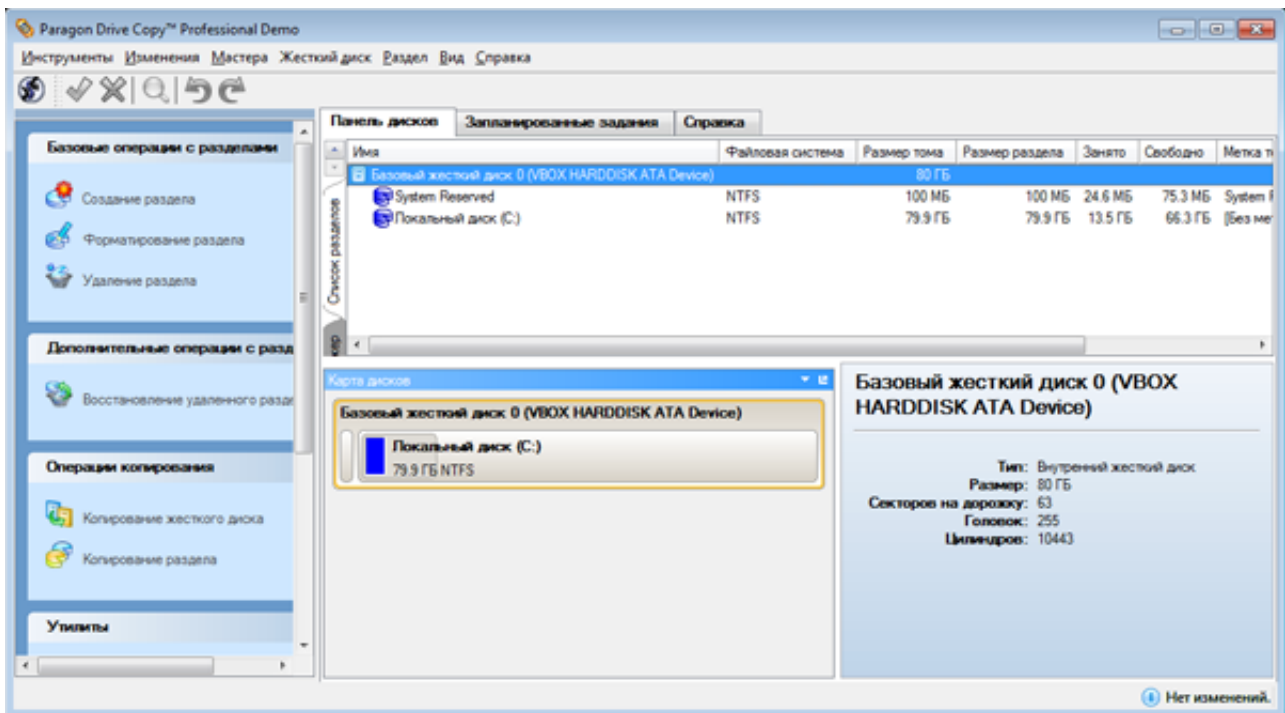 Paragon Drive Copy™ Professional Demo
Инструменты Изменения Мастера Жесткий диск Раздел Вид Справка
Панель дисков Запланированные задания Справка
Базовые операции с разделами
Создание раздела
Форматирование раздела
Удаление раздела
Дополнительные операции с разд
Восстановление удаленного разде
Операции копирования
Копирование жесткого диска
Копирование раздела
Утилиты
Список разделов
Имя Файловая система Размер тома Размер раздела Занято Свободно Метка т
Базовый жесткий диск 0 (VBOX HARDDISK ATA Device) 80 ГБ
System Reserved NTFS 100 МБ 100 МБ 24.6 МБ 75.3 МБ System
Локальный диск (C:) NTFS 79.9 ГБ 79.9 ГБ 13.5 ГБ 66.3 ГБ [Без ме
Карта дисков
Базовый жесткий диск 0 (VBOX HARDDISK ATA Device)
Локальный диск (C:)
79.9 ГБ NTFS
Базовый жесткий диск 0 (VBOX
HARDDISK ATA Device)
Тип: Внутренний жесткий диск
Размер: 80 ГБ
Секторов на дорожку: 63
Головок: 255
Цилиндров: 10443
Нет изменений.